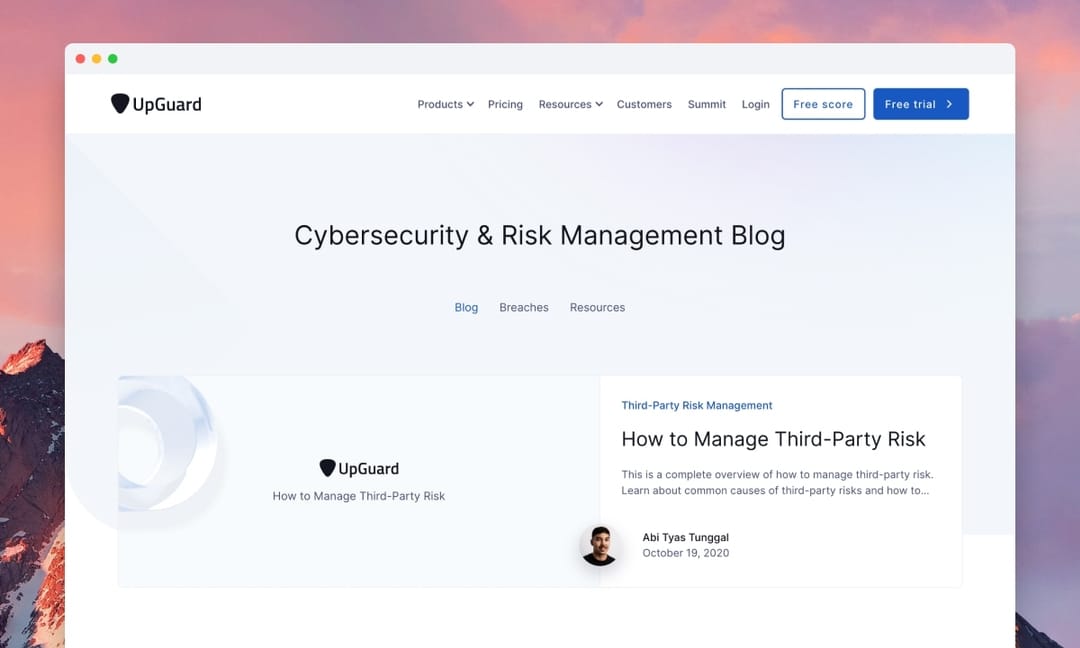 UpGuard
Products Pricing Resources Customers Summit Login Free score Free trial
Cybersecurity & Risk Management Blog
Blog Breaches Resources
UpGuard
How to Manage Third-Party Risk
Third-Party Risk Management
How to Manage Third-Party Risk
This is a complete overview of how to manage third-party risk.
Learn about common causes of third-party risks and how to...
Abi Tyas Tunggal
October 19, 2020